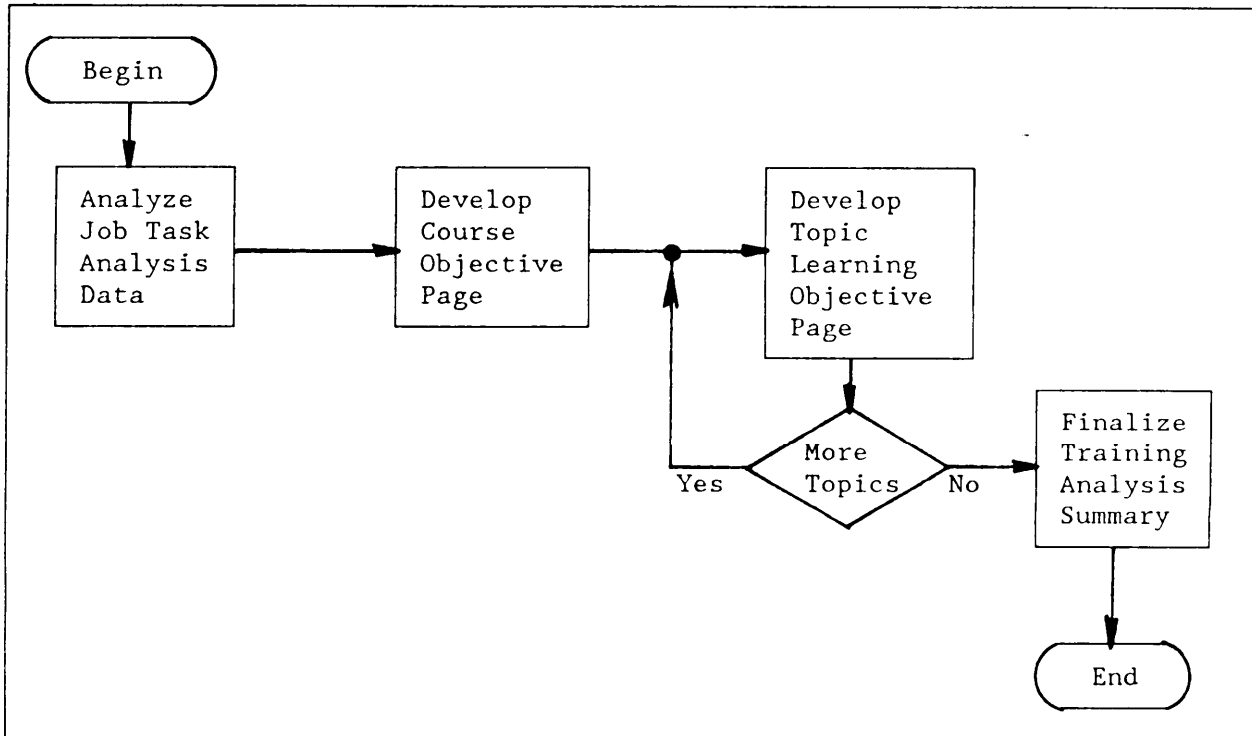 Begin
Analyze
Job Task
Analysis
Data
Develop
Course
Objective
Page
Develop
Topic
Learning
Objective
Page
More
Topics
Yes
No
Finalize
Training
Analysis
Summary
End